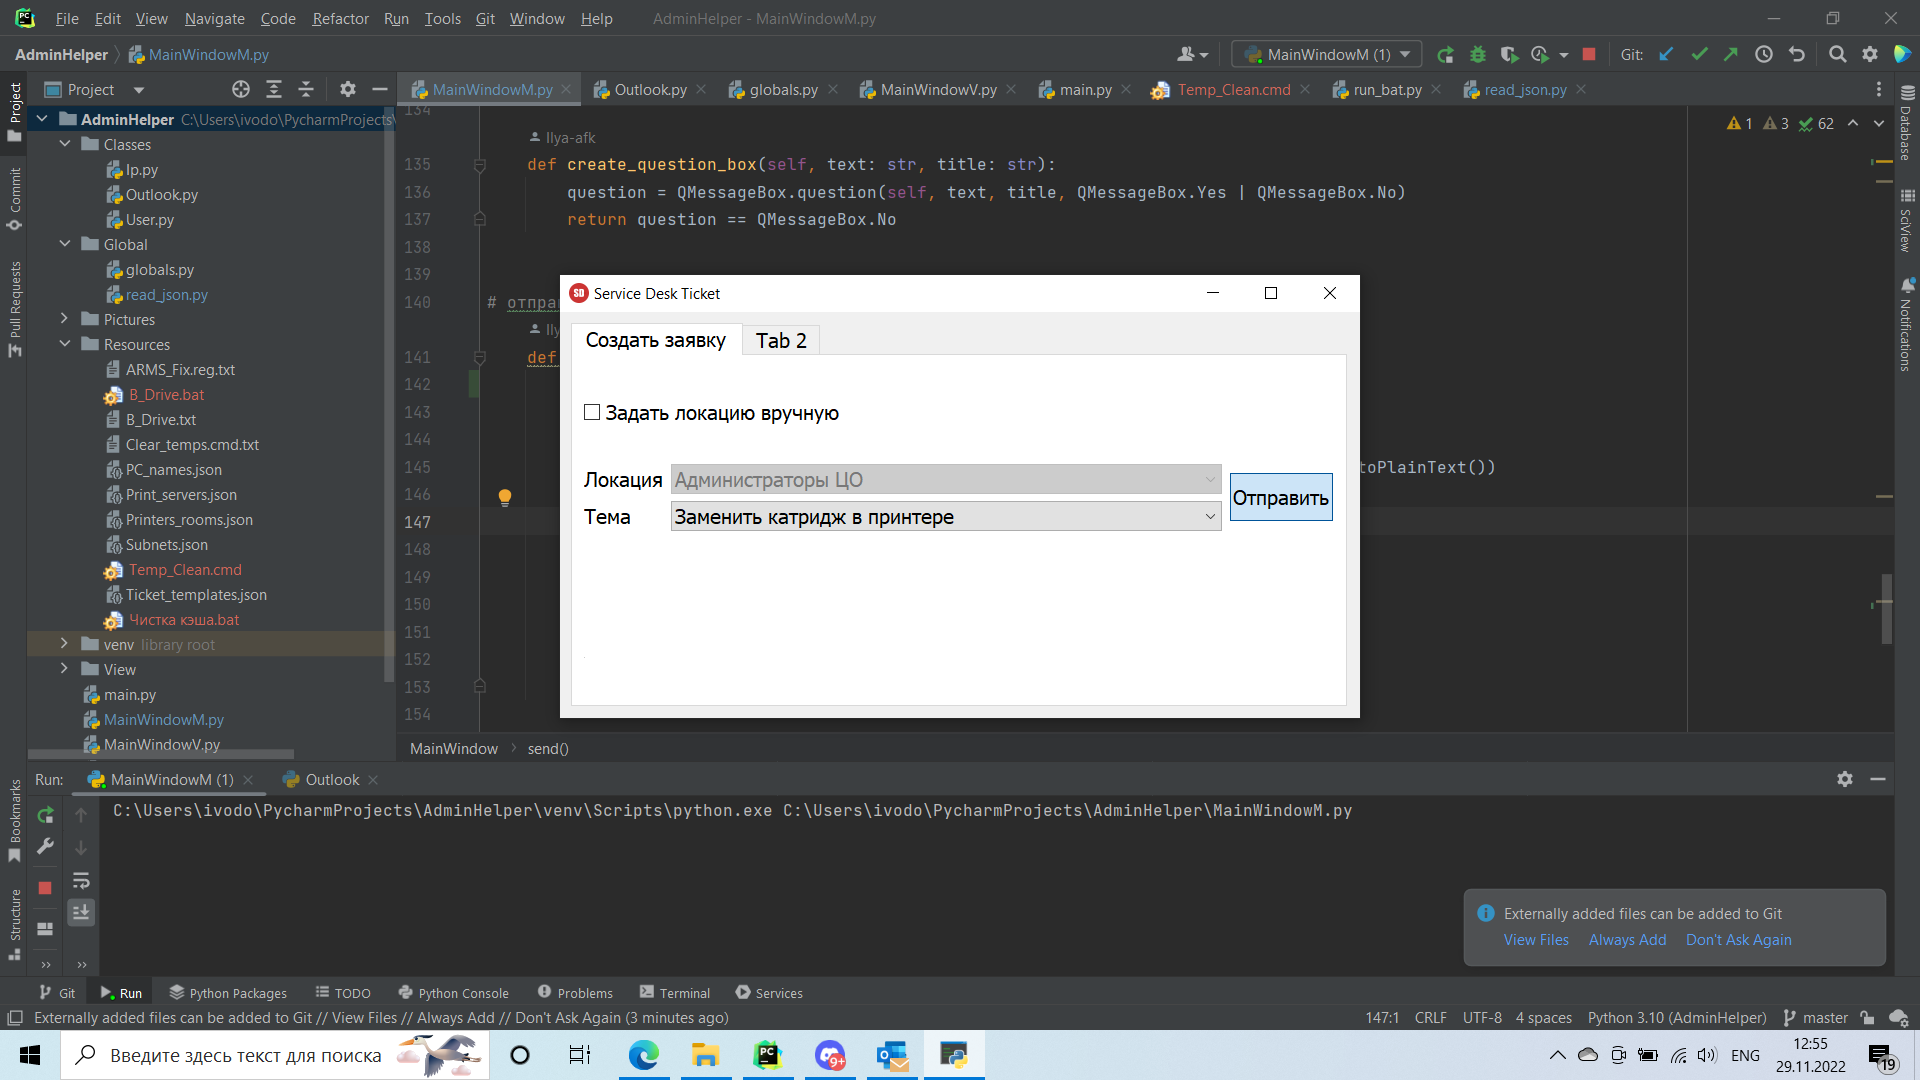 File Edit View Navigate Code Refactor Run Tools Git Window Help AdminHelper - MainWindowM.py
AdminHelper MainWindowM.py MainWindowM (1) Git:
Project MainWindowM.py Outlook.py globals.py MainWindowV.py main.py Temp_Clean.cmd run_bat.py read_json.py
AdminHelper C:\Users\ivodo\PycharmProjects\
Classes
Ip.py
Outlook.py
User.py
Global
globals.py
read_json.py
Pictures
Resources
ARMS_Fix.reg.txt
B_Drive.bat
B_Drive.txt
Clear_temps.cmd.txt
PC_names.json
Print_servers.json
Printers_rooms.json
Subnets.json
Temp_Clean.cmd
Ticket_templates.json
Чистка кэша.bat
venv library root
View
main.py
MainWindowM.py
MainWindowV.py
Project
Commit
Pull Requests
Bookmarks
Structure
134
1 3 62
Ilya-afk
135 def create_question_box(self, text: str, title: str):
136 question = QMessageBox.question(self, text, title, QMessageBox.Yes | QMessageBox.No)
137 return question == QMessageBox.No
138
139
140 # отпра
Ily
141 def
142
143
144
145 toPlainText())
146
147
148
149
150
151
152
153
154
Database
SciView
Notifications
SD Service Desk Ticket
Создать заявку Tab 2
Задать локацию вручную
Локация Администраторы ЦО
Отправить
Тема Заменить катридж в принтере
MainWindow send()
Run: MainWindowM (1) Outlook
C:\Users\ivodo\PycharmProjects\AdminHelper\venv\Scripts\python.exe C:\Users\ivodo\PycharmProjects\AdminHelper\MainWindowM.py
Externally added files can be added to Git
View Files Always Add Don't Ask Again
Git Run Python Packages TODO Python Console Problems Terminal Services
Externally added files can be added to Git // View Files // Always Add // Don't Ask Again (3 minutes ago) 147:1 CRLF UTF-8 4 spaces Python 3.10 (AdminHelper) master
Введите здесь текст для поиска PC 9+ ENG 12:55
29.11.2022 19